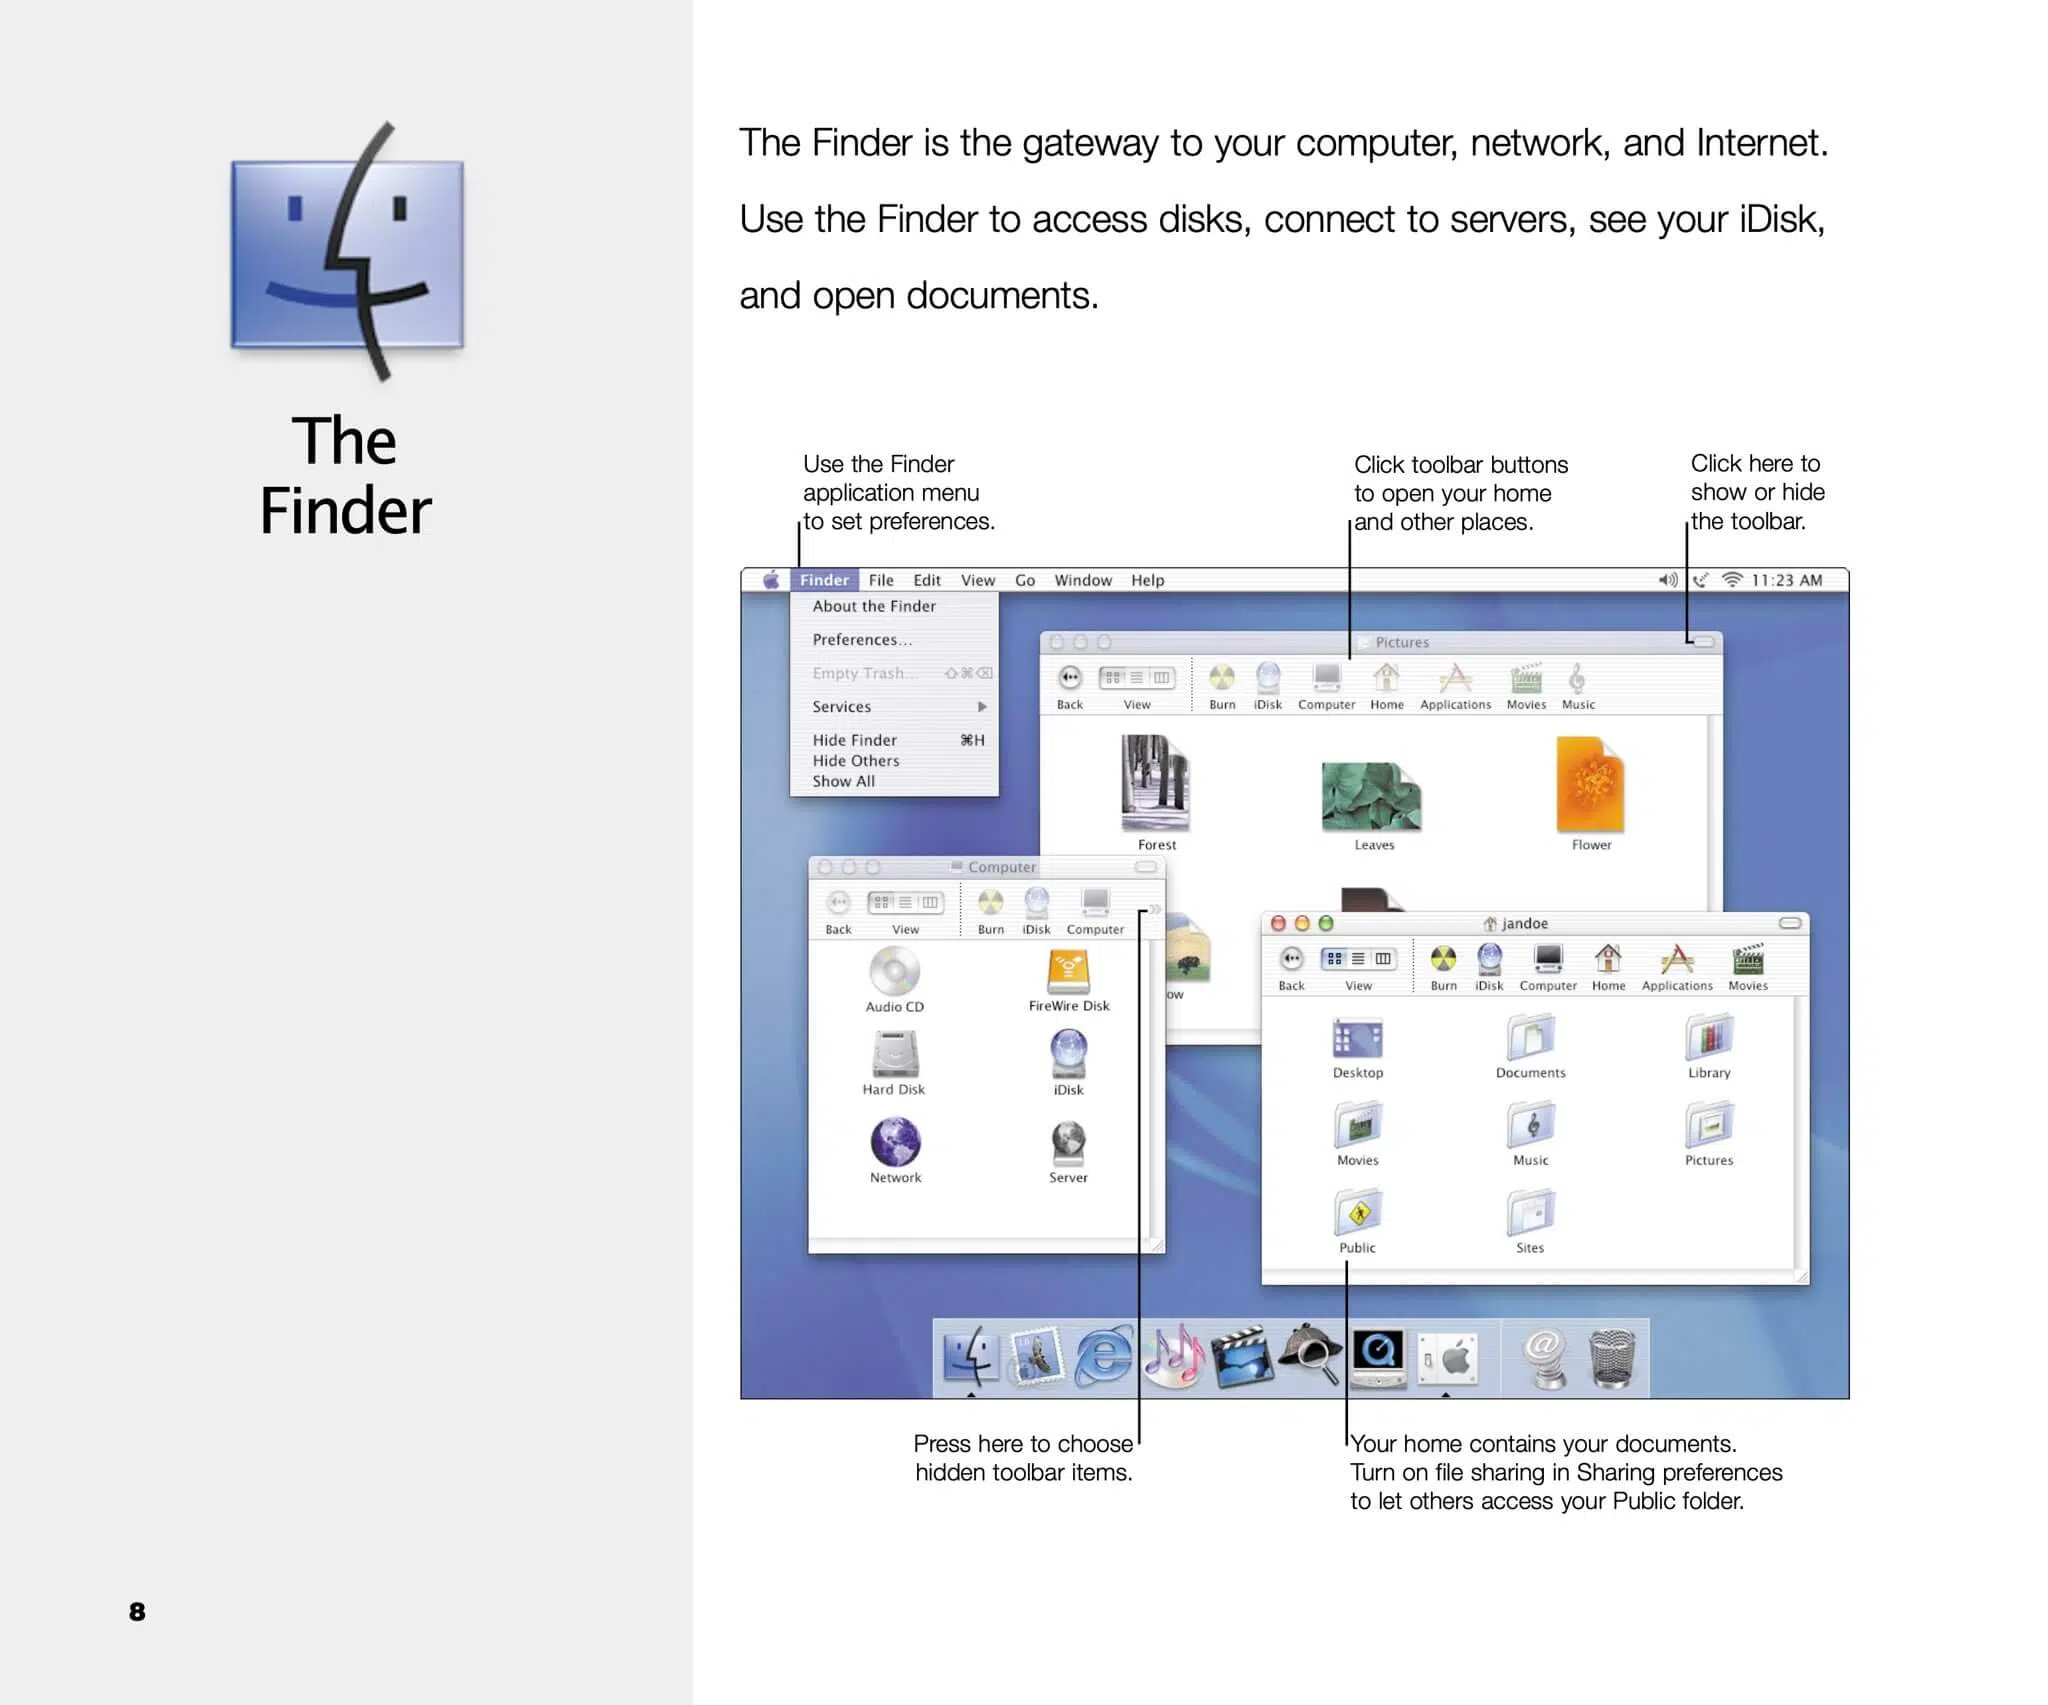 The
Finder
8
The Finder is the gateway to your computer, network, and Internet.
Use the Finder to access disks, connect to servers, see your iDisk,
and open documents.
Use the Finder
application menu
to set preferences.
Click toolbar buttons
to open your home
and other places.
Click here to
show or hide
the toolbar.
Finder File Edit View Go Window Help 11:23 AM
About the Finder
Preferences...
Empty Trash... ⇧⌘⌫
Services
Hide Finder ⌘H
Hide Others
Show All
Pictures
Back View Burn iDisk Computer Home Applications Movies Music
Forest Leaves Flower
ow
Computer
Back View Burn iDisk Computer
Audio CD FireWire Disk
Hard Disk iDisk
Network Server
jandoe
Back View Burn iDisk Computer Home Applications Movies
Desktop Documents Library
Movies Music Pictures
Public Sites
Press here to choose
hidden toolbar items.
Your home contains your documents.
Turn on file sharing in Sharing preferences
to let others access your Public folder.